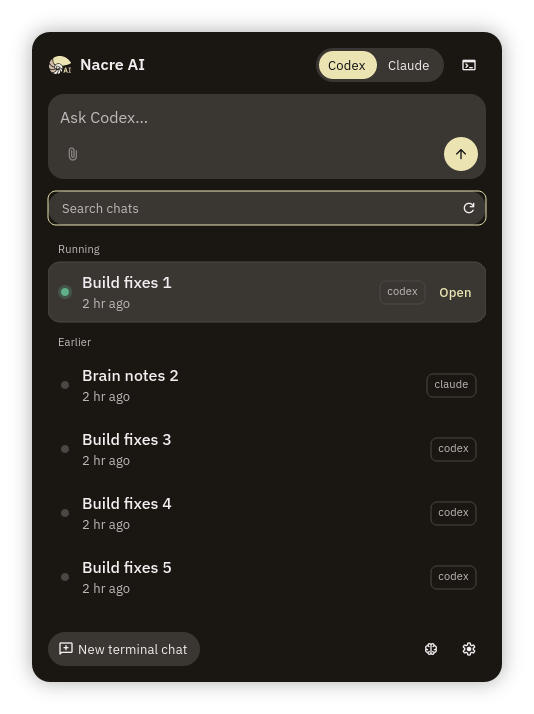 AI
Nacre AI
Codex
Claude
Ask Codex...
Search chats
Running
Build fixes 1
2 hr ago
codex
Open
Earlier
Brain notes 2
2 hr ago
claude
Build fixes 3
2 hr ago
codex
Build fixes 4
2 hr ago
codex
Build fixes 5
2 hr ago
codex
New terminal chat